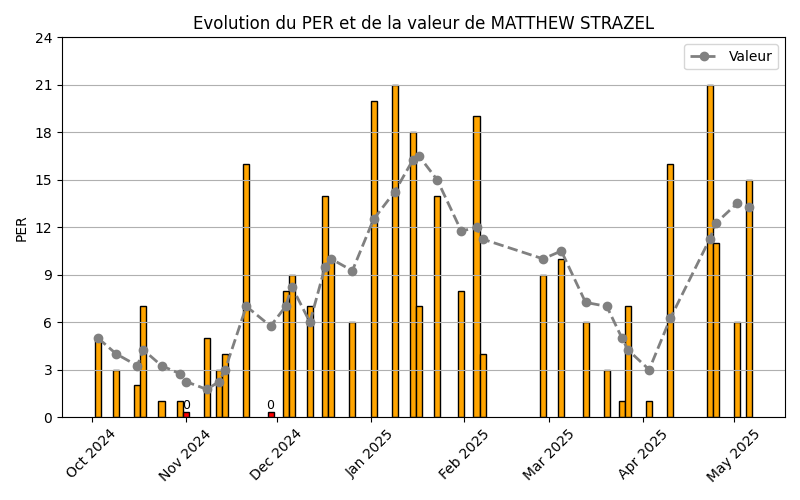 Evolution du PER et de la valeur de MATTHEW STRAZEL
Valeur
PER
24
21
18
15
12
9
6
3
0
0
0
Oct 2024
Nov 2024
Dec 2024
Jan 2025
Feb 2025
Mar 2025
Apr 2025
May 2025